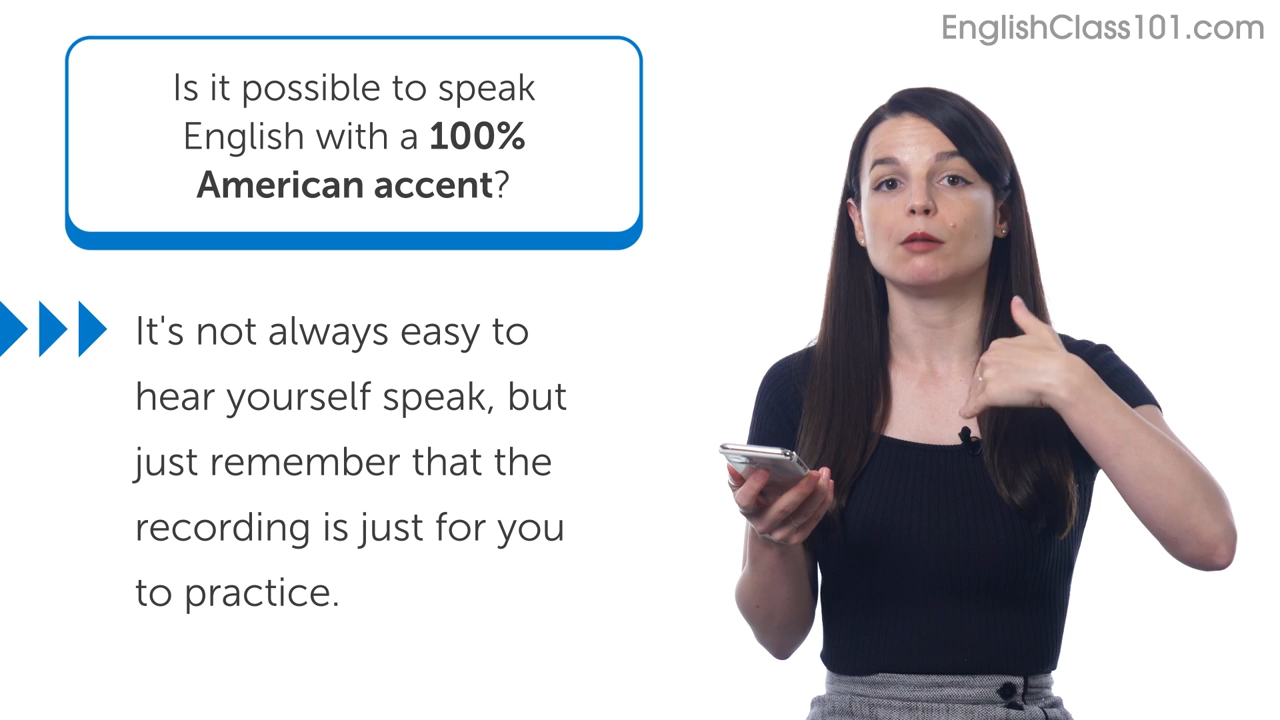 EnglishClass101.com
Is it possible to speak
English with a 100%
American accent?
It's not always easy to
hear yourself speak, but
just remember that the
recording is just for you
to practice.